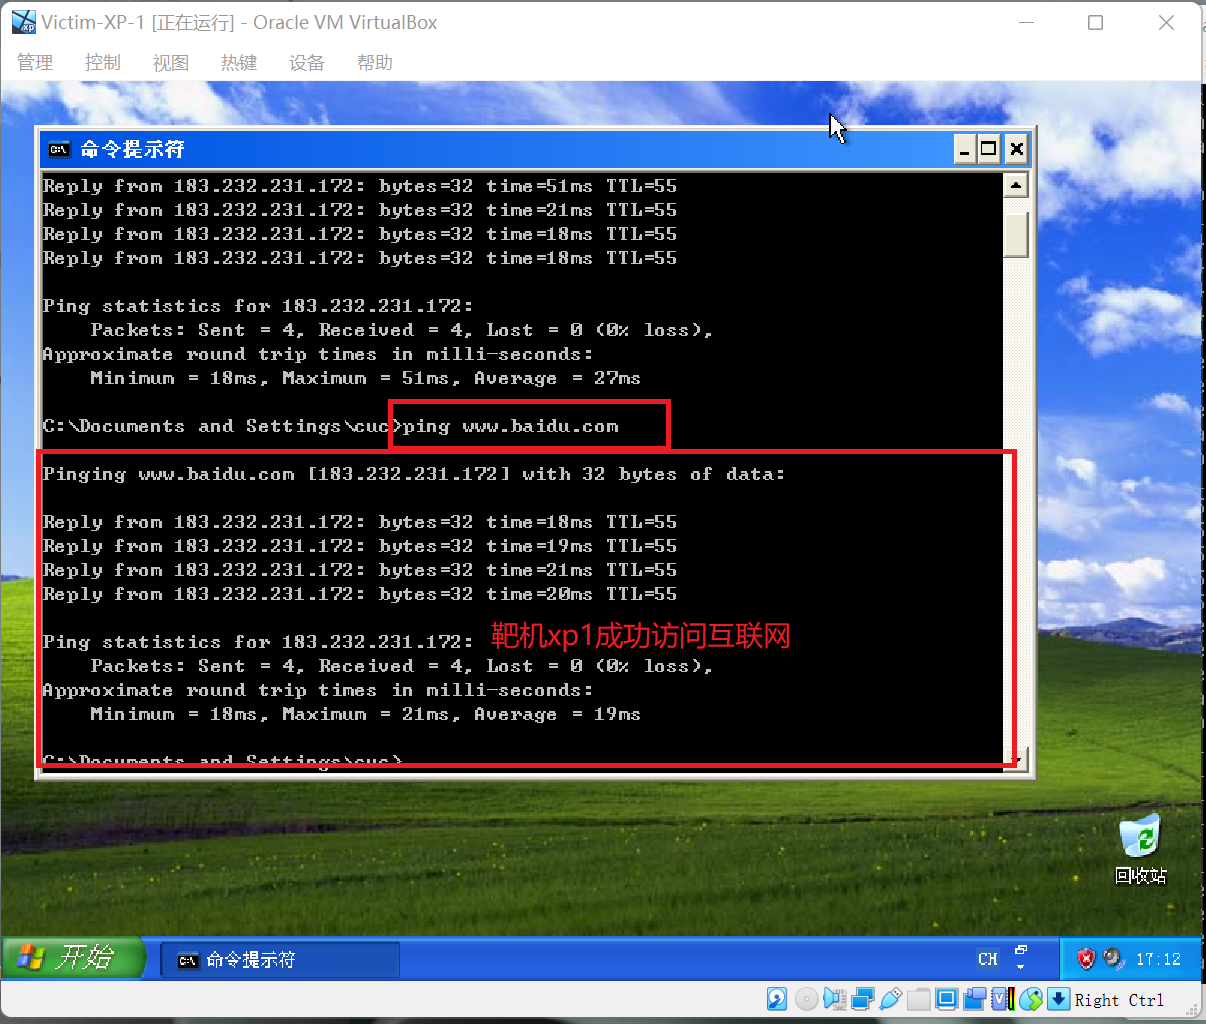 Victim-XP-1 [正在运行] - Oracle VM VirtualBox
管理 控制 视图 热键 设备 帮助
命令提示符
Reply from 183.232.231.172: bytes=32 time=51ms TTL=55
Reply from 183.232.231.172: bytes=32 time=21ms TTL=55
Reply from 183.232.231.172: bytes=32 time=18ms TTL=55
Reply from 183.232.231.172: bytes=32 time=18ms TTL=55
Ping statistics for 183.232.231.172:
Packets: Sent = 4, Received = 4, Lost = 0 (0% loss),
Approximate round trip times in milli-seconds:
Minimum = 18ms, Maximum = 51ms, Average = 27ms
C:\Documents and Settings\cuc>ping www.baidu.com
Pinging www.baidu.com [183.232.231.172] with 32 bytes of data:
Reply from 183.232.231.172: bytes=32 time=18ms TTL=55
Reply from 183.232.231.172: bytes=32 time=19ms TTL=55
Reply from 183.232.231.172: bytes=32 time=21ms TTL=55
Reply from 183.232.231.172: bytes=32 time=20ms TTL=55
Ping statistics for 183.232.231.172:
靶机xp1成功访问互联网
Packets: Sent = 4, Received = 4, Lost = 0 (0% loss),
Approximate round trip times in milli-seconds:
Minimum = 18ms, Maximum = 21ms, Average = 19ms
C:\Documents and Settings\cuc>
回收站
开始 命令提示符 CH 17:12
Right Ctrl